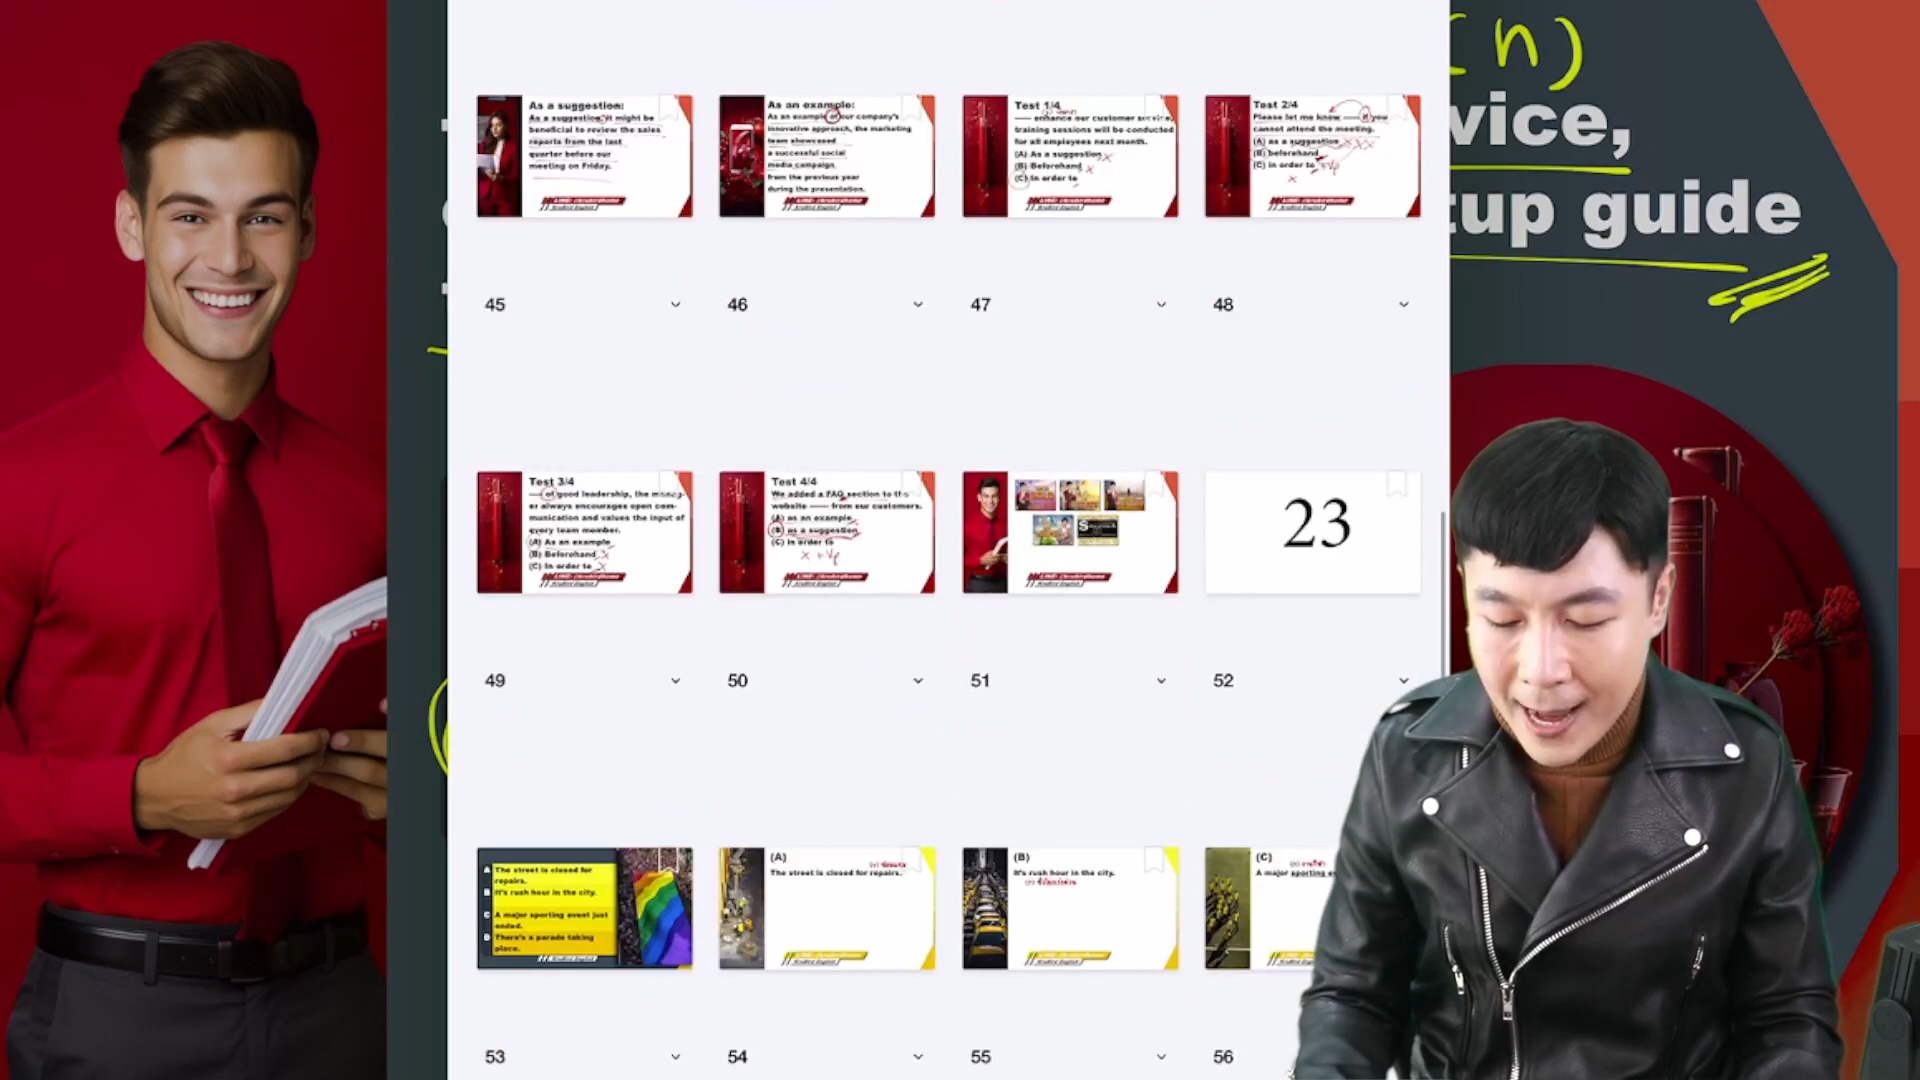 (n)
vice,
tup guide
As a suggestion:
As a suggestion, it might be
beneficial to review the sales
reports from the last
quarter before our
meeting on Friday.
As an example:
As an example of our company's
innovative approach, the marketing
team showcased
a successful social
media campaign
from the previous year
during the presentation.
Test 1/4
—— enhance our customer service,
training sessions will be conducted
for all employees next month.
(A) As a suggestion x
(B) Beforehand x
(C) In order to
Test 2/4
Please let me know —— if you
cannot attend the meeting.
(A) as a suggestion xxx
(B) beforehand
(C) in order to +Vp
x
45
46
47
48
Test 3/4
—— of good leadership, the manag-
er always encourages open com-
munication and values the input of
every team member.
(A) As an example
(B) Beforehand x
(C) In order to x
Test 4/4
We added a FAQ section to the
website —— from our customers.
(A) as an example
(B) as a suggestion
(C) in order to
x +Vp
23
49
50
51
52
A The street is closed for
repairs.
B It's rush hour in the city.
C A major sporting event just
ended.
D There's a parade taking
place.
(A)
The street is closed for repairs.
(B)
It's rush hour in the city.
(C)
A major sporting e
53
54
55
56